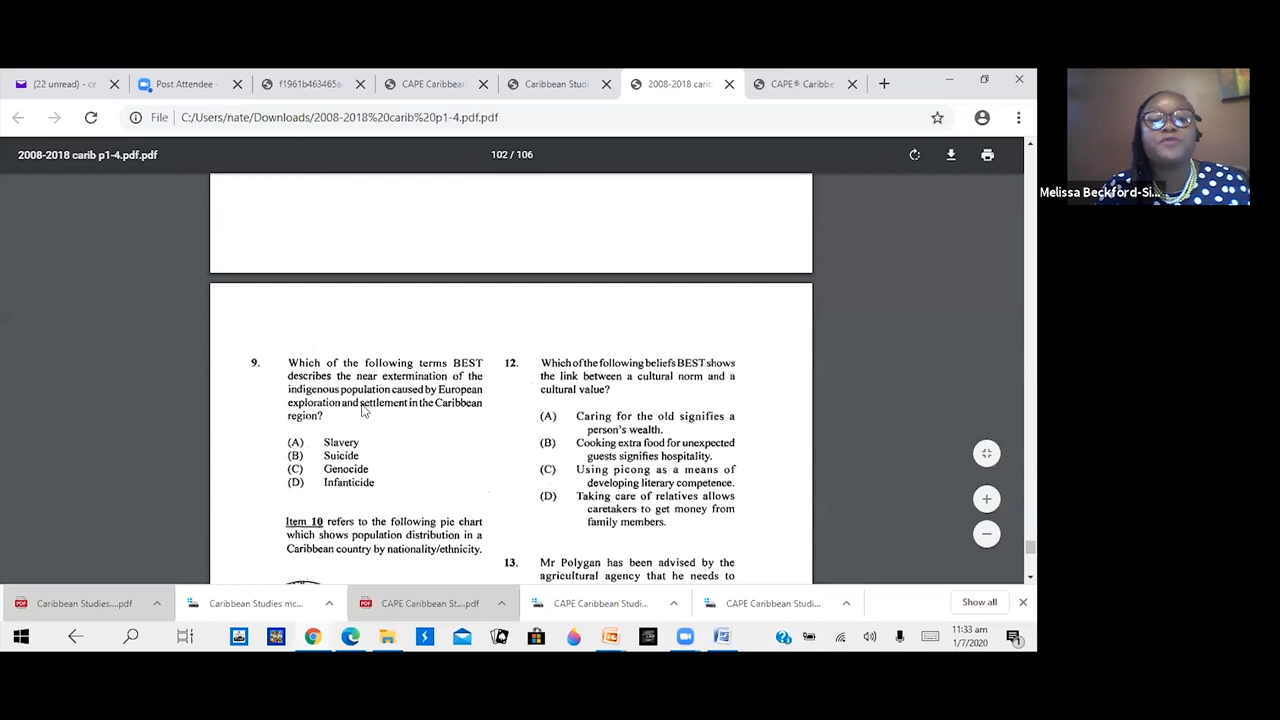 (22 unread) - ca
Post Attendee -
f1961b463465a
CAPE Caribbean
Caribbean Studi
2008-2018 carib
CAPE® Caribbe
File C:/Users/nate/Downloads/2008-2018%20carib%20p1-4.pdf.pdf
2008-2018 carib p1-4.pdf.pdf
102 / 106
Melissa Beckford-Si...
9. Which of the following terms BEST
describes the near extermination of the
indigenous population caused by European
exploration and settlement in the Caribbean
region?
(A) Slavery
(B) Suicide
(C) Genocide
(D) Infanticide
Item 10 refers to the following pie chart
which shows population distribution in a
Caribbean country by nationality/ethnicity.
12. Which of the following beliefs BEST shows
the link between a cultural norm and a
cultural value?
(A) Caring for the old signifies a
person's wealth.
(B) Cooking extra food for unexpected
guests signifies hospitality.
(C) Using picong as a means of
developing literary competence.
(D) Taking care of relatives allows
caretakers to get money from
family members.
13. Mr Polygan has been advised by the
agricultural agency that he needs to
Caribbean Studies....pdf
Caribbean Studies mc...
CAPE Caribbean St....pdf
CAPE Caribbean Studi...
CAPE Caribbean Studi...
Show all
11:33 am
1/7/2020